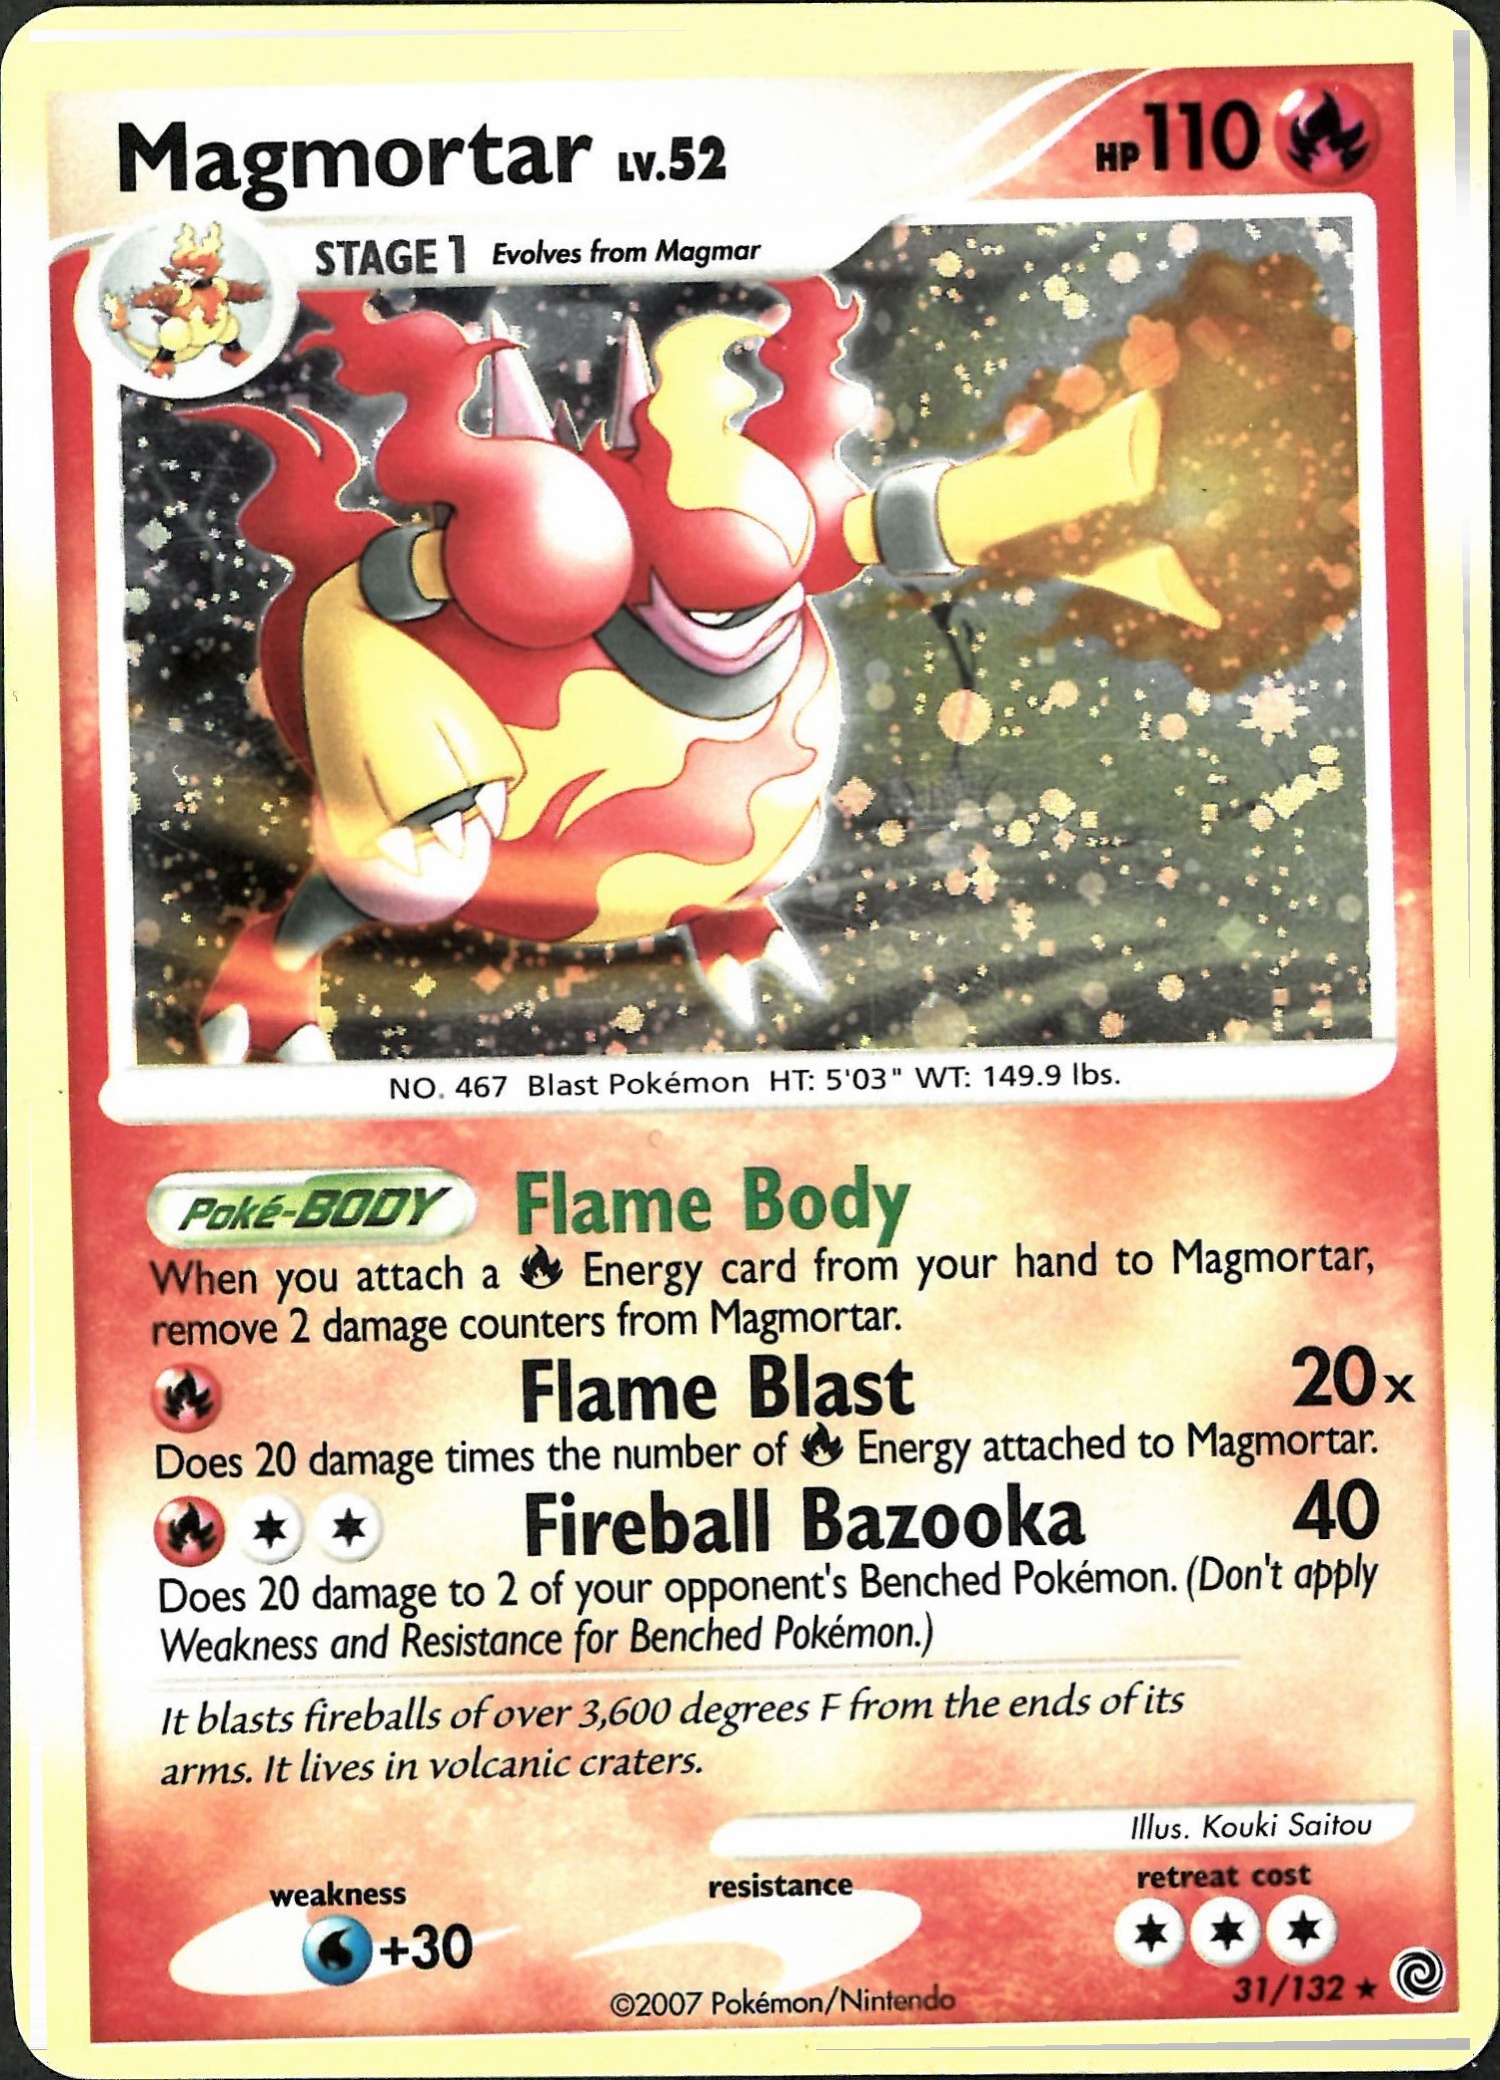 Magmortar LV.52 HP 110
STAGE 1 Evolves from Magmar
NO. 467 Blast Pokémon HT: 5'03" WT: 149.9 lbs.
Poké-BODY Flame Body
When you attach a Energy card from your hand to Magmortar,
remove 2 damage counters from Magmortar.
Flame Blast 20x
Does 20 damage times the number of Energy attached to Magmortar.
Fireball Bazooka 40
Does 20 damage to 2 of your opponent's Benched Pokémon. (Don't apply
Weakness and Resistance for Benched Pokémon.)
It blasts fireballs of over 3,600 degrees F from the ends of its
arms. It lives in volcanic craters.
Illus. Kouki Saitou
weakness resistance retreat cost
+30
31/132 ★
©2007 Pokémon/Nintendo